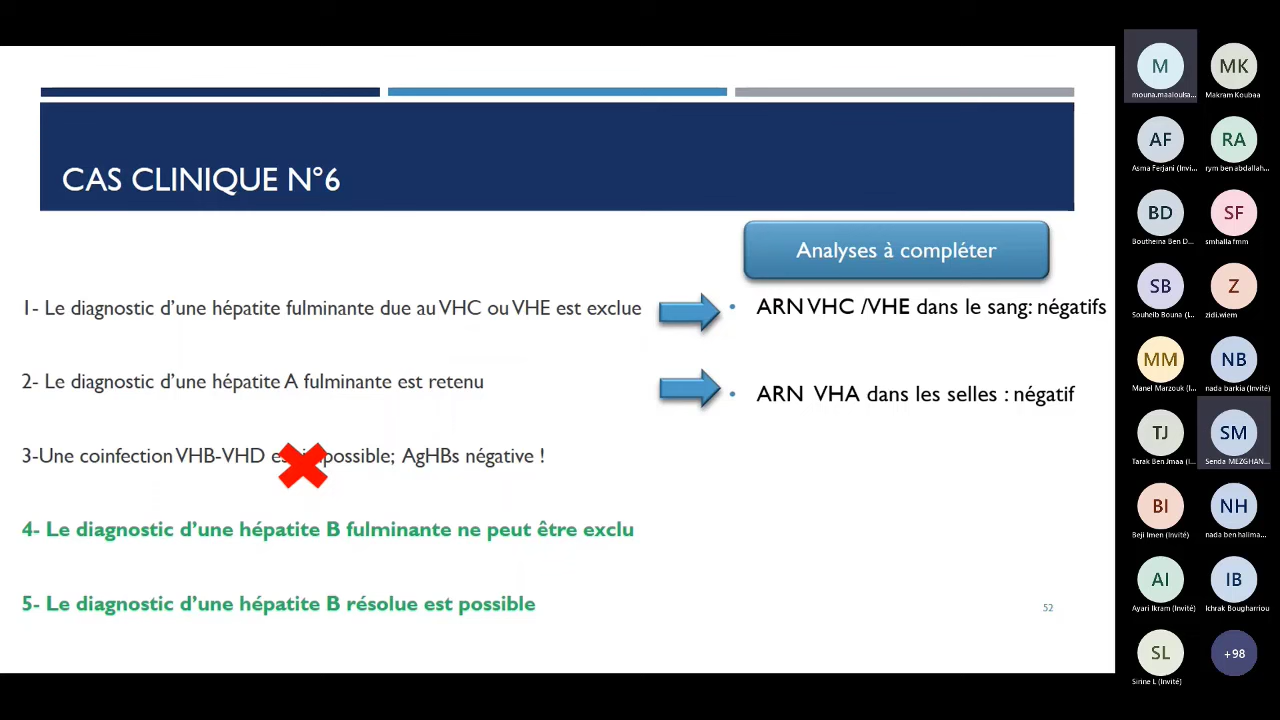 CAS CLINIQUE N°6
Analyses à compléter
1- Le diagnostic d'une hépatite fulminante due au VHC ou VHE est exclue
• ARN VHC /VHE dans le sang: négatifs
2- Le diagnostic d'une hépatite A fulminante est retenu
• ARN VHA dans les selles : négatif
3-Une coinfection VHB-VHD possible; AgHBs négative !
4- Le diagnostic d'une hépatite B fulminante ne peut être exclu
5- Le diagnostic d'une hépatite B résolue est possible
52
M
mouna.maaloulsa...
MK
Makram Koubaa
AF
Asma Ferjani (Invi...
RA
rym ben abdallah...
BD
Boutheina Ben D...
SF
smhalla fmm
SB
Souheib Bouna (I...
Z
zidi.wiem
MM
Manel Marzouk (I...
NB
nada barkia (Invité)
TJ
Tarak Ben Jmaa (I...
SM
Senda MEZGHAN...
BI
Beji Imen (Invité)
NH
nada ben halima...
AI
Ayari Ikram (Invité)
IB
Ichrak Bougharriou
SL
Sirine L (Invité)
+98